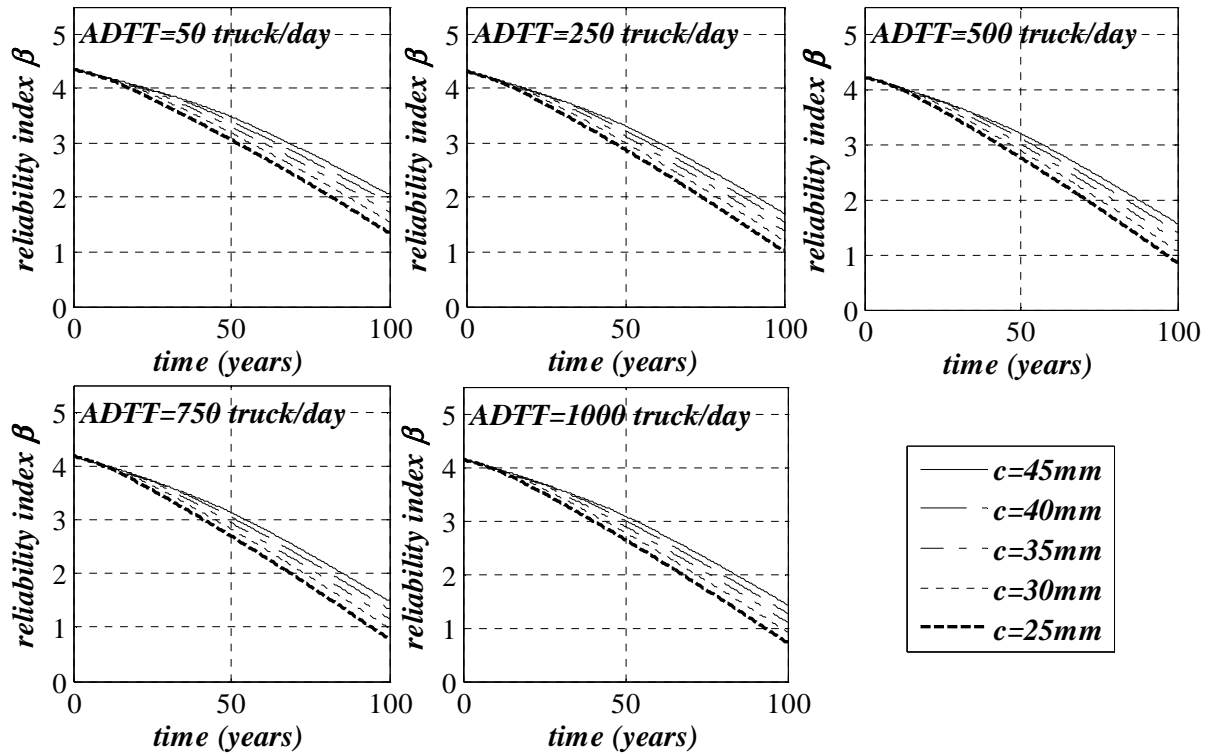 ADTT=50 truck/day
reliability index β
5
4
3
2
1
0
0 50 100
time (years)
ADTT=250 truck/day
reliability index β
5
4
3
2
1
0
0 50 100
time (years)
ADTT=500 truck/day
reliability index β
5
4
3
2
1
0
0 50 100
time (years)
ADTT=750 truck/day
reliability index β
5
4
3
2
1
0
0 50 100
time (years)
ADTT=1000 truck/day
reliability index β
5
4
3
2
1
0
0 50 100
time (years)
c=45mm
c=40mm
c=35mm
c=30mm
c=25mm